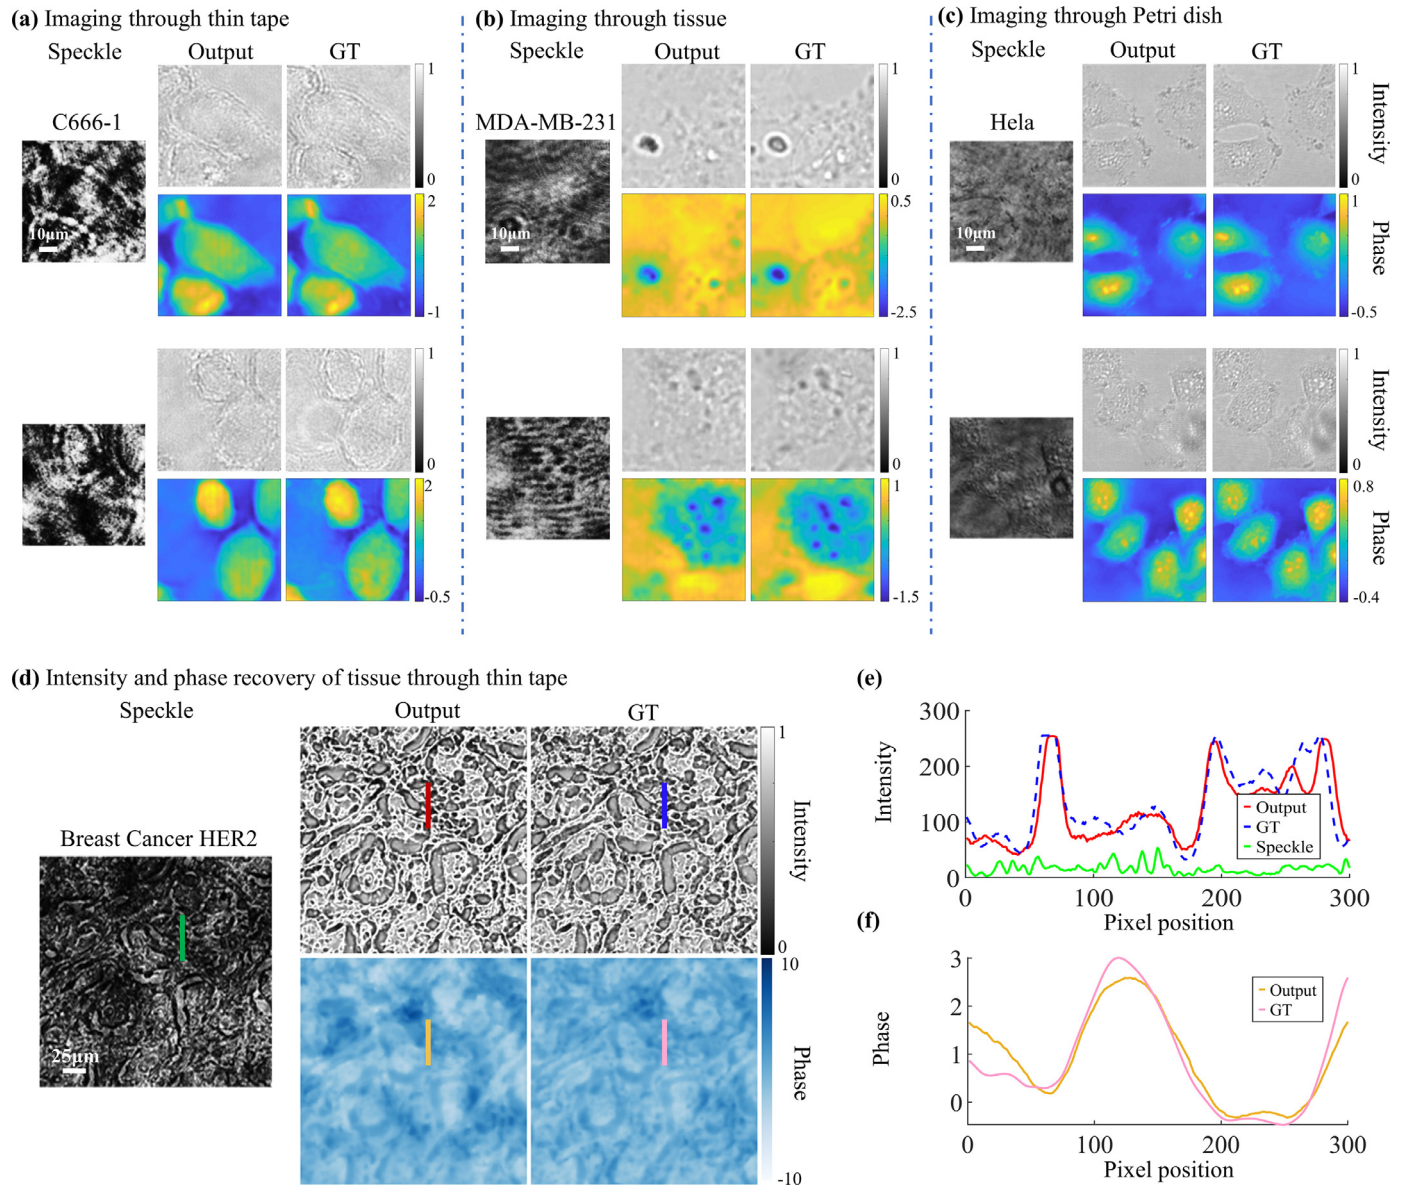 (a) Imaging through thin tape
Speckle Output GT
C666-1
10μm
1
0
2
-1
1
0
2
-0.5
(b) Imaging through tissue
Speckle Output GT
MDA-MB-231
10μm
1
0
0.5
-2.5
1
0
1
-1.5
(c) Imaging through Petri dish
Speckle Output GT
Hela
10μm
1
Intensity
0
1
Phase
-0.5
1
Intensity
0
0.8
Phase
-0.4
(d) Intensity and phase recovery of tissue through thin tape
Speckle Output GT
Breast Cancer HER2
25μm
1
Intensity
0
10
Phase
-10
(e)
300
200
100
0
Intensity
Output
GT
Speckle
0 100 200 300
Pixel position
(f)
3
2
1
0
Phase
Output
GT
0 100 200 300
Pixel position